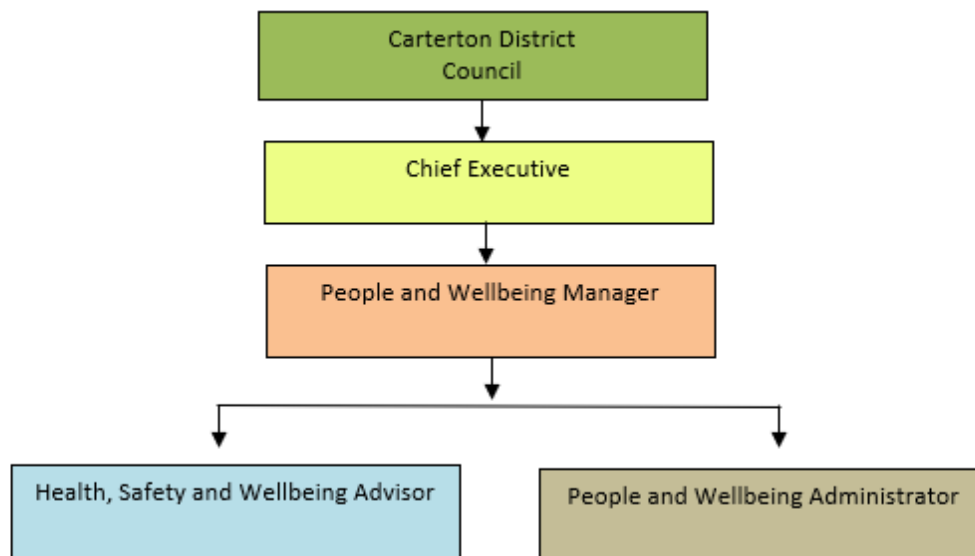 Carterton District
Council
Chief Executive
People and Wellbeing Manager
Health, Safety and Wellbeing Advisor
People and Wellbeing Administrator